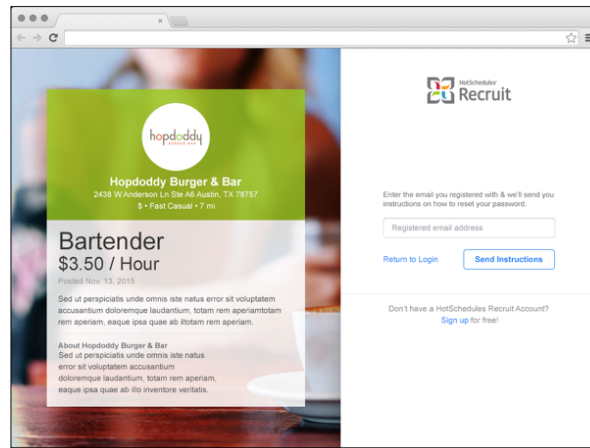 hopdoddy
BURGER BAR
Hopdoddy Burger & Bar
2438 W Anderson Ln Ste A6 Austin, TX 78757
$ • Fast Casual • 7 mi
Bartender
$3.50 / Hour
Posted Nov. 13, 2015
Sed ut perspiciatis unde omnis iste natus error sit voluptatem
accusantium doloremque laudantium, totam rem aperiamtotam
rem aperiam, eaque ipsa quae ab iltotam rem aperiam.
About Hopdoddy Burger & Bar
Sed ut perspiciatis unde omnis iste natus
error sit voluptatem accusantium
doloremque laudantium, totam rem aperiam,
eaque ipsa quae ab illo inventore veritatis.
HotSchedules
Recruit
Enter the email you registered with & we'll send you
instructions on how to reset your password.
Registered email address
Return to Login
Send Instructions
Don't have a HotSchedules Recruit Account?
Sign up for free!